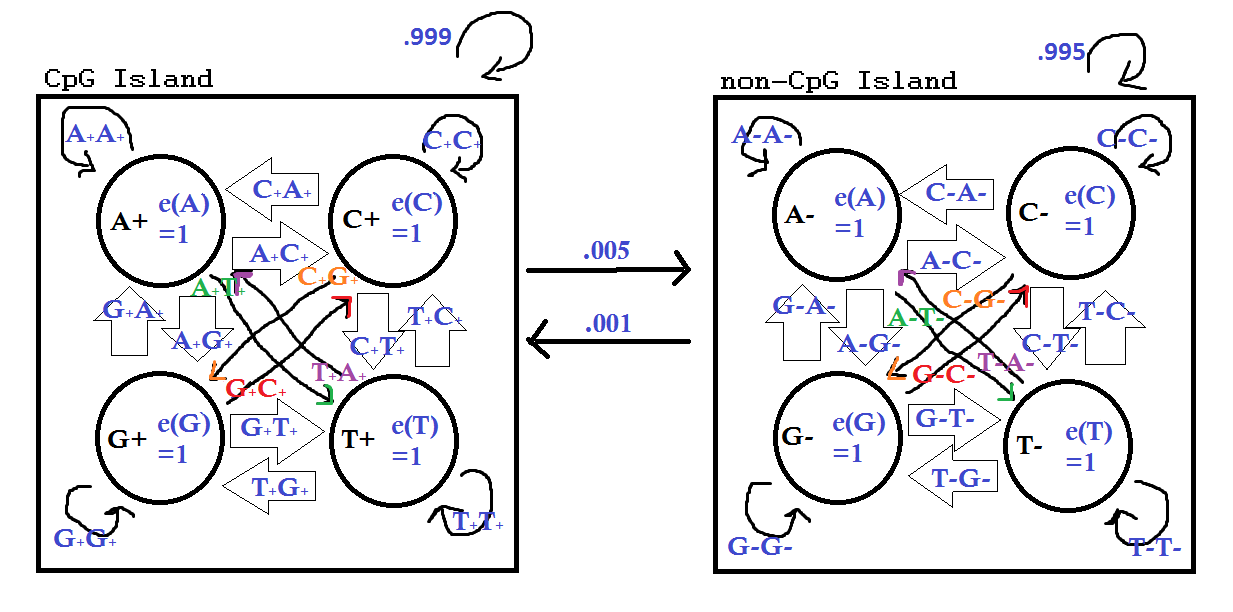 .999
.995
CpG Island
non-CpG Island
A+A+
C+C+
A-A-
C-C-
C+A+
C-A-
A+ e(A)
=1
C+ e(C)
=1
A- e(A)
=1
C- e(C)
=1
A+C+
A-C-
.005
A+T+
C+G+
C-G-
G+A+
T+C+
G-A-
A-T-
T-C-
.001
A+G+
C+T+
A-G-
C-T-
T+A+
T-A-
G+C+
G-C-
G+ e(G)
=1
G+T+
T+ e(T)
=1
G- e(G)
=1
G-T-
T- e(T)
=1
T+G+
T-G-
G+G+
T+T+
G-G-
T-T-